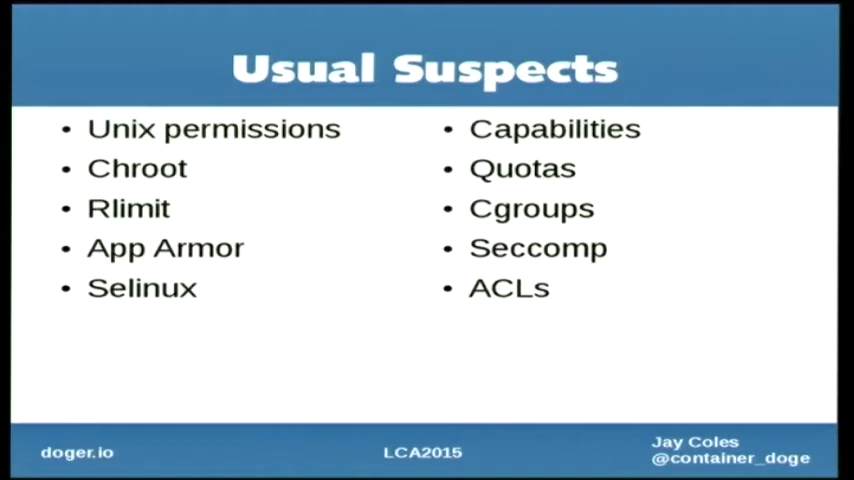 Usual Suspects
• Unix permissions
• Chroot
• Rlimit
• App Armor
• Selinux
• Capabilities
• Quotas
• Cgroups
• Seccomp
• ACLs
doger.io
LCA2015
Jay Coles
@container_doge